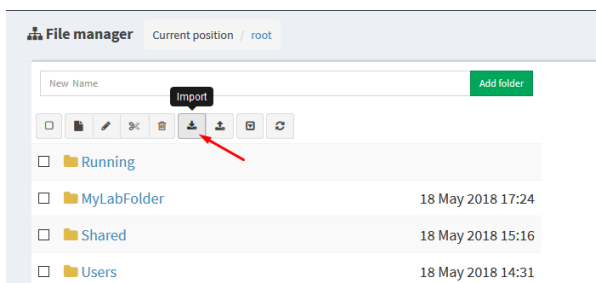 File manager Current position / root
New Name Add folder
Import
Running
MyLabFolder 18 May 2018 17:24
Shared 18 May 2018 15:16
Users 18 May 2018 14:31